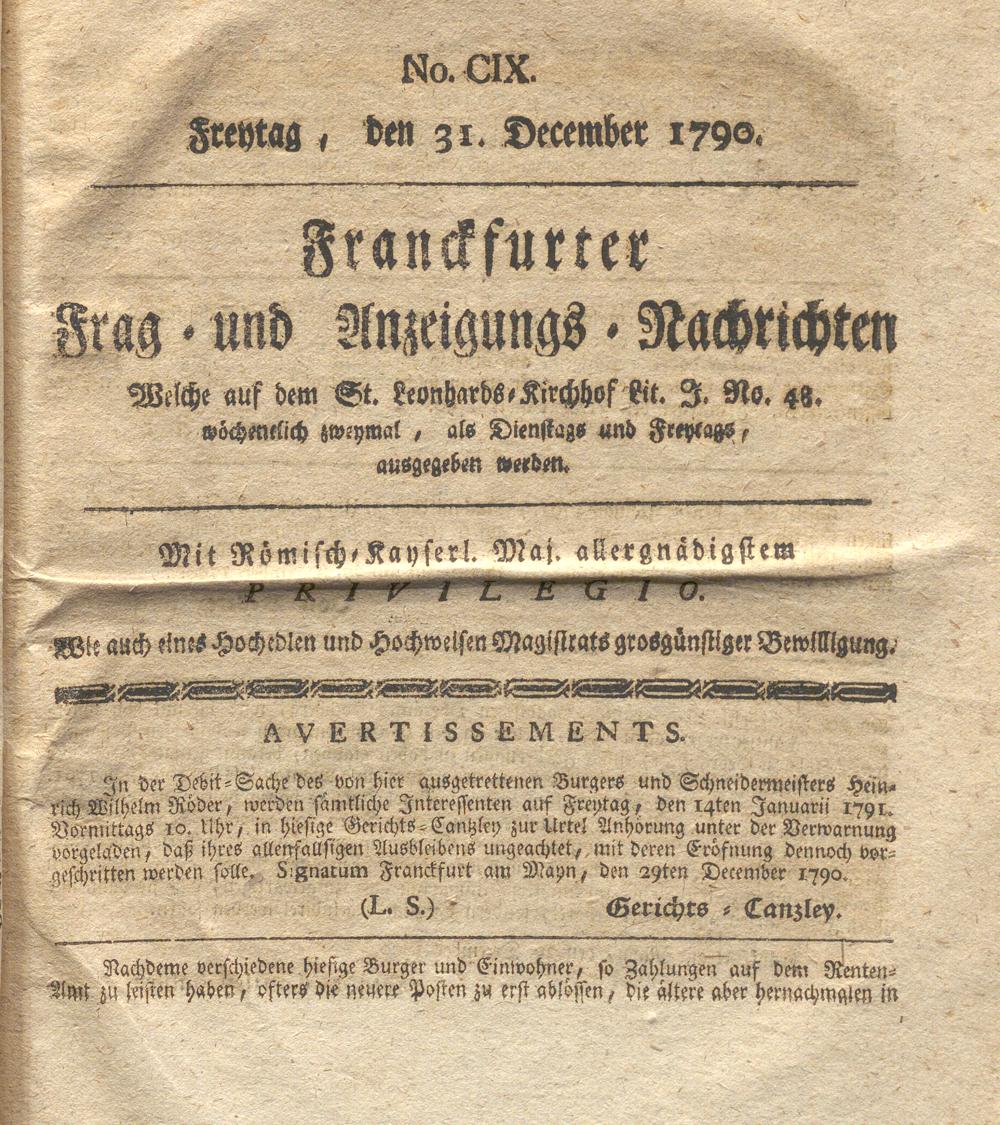 No. CIX.
Freytag, den 31. December 1790.
Franckfurter
Frag- und Anzeigungs-Nachrichten
Welche auf dem St. Leonhards-Kirchhof Lit. J. No. 48.
wöchentlich zweymal, als Dienstags und Freytags,
ausgegeben werden.
Mit Römisch-Kayserl. Maj. allergnädigstem
PRIVILEGIO.
Wie auch eines Hochedlen und Hochweisen Magistrats grosgünstiger Bewilligung.
AVERTISSEMENTS.
In der Debit-Sache des von hier ausgetrettenen Burgers und Schneidermeisters Hein-
rich Wilhelm Röder, werden sämtliche Interessenten auf Freytag, den 14ten Januarii 1791.
Vormittags 10. Uhr, in hiesige Gerichts-Cantzley zur Urtel Anhörung unter der Verwarnung
vorgeladen, daß ihres allenfallsigen Ausbleibens ungeachtet, mit deren Eröfnung dennoch vor-
geschritten werden solle. Signatum Franckfurt am Mayn, den 29ten December 1790.
(L. S.) Gerichts-Canzley.
Nachdeme verschiedene hiesige Burger und Einwohner, so Zahlungen auf dem Renten-
Amt zu leisten haben, öfters die neuere Posten zu erst ablössen, die ältere aber hernachmalen in